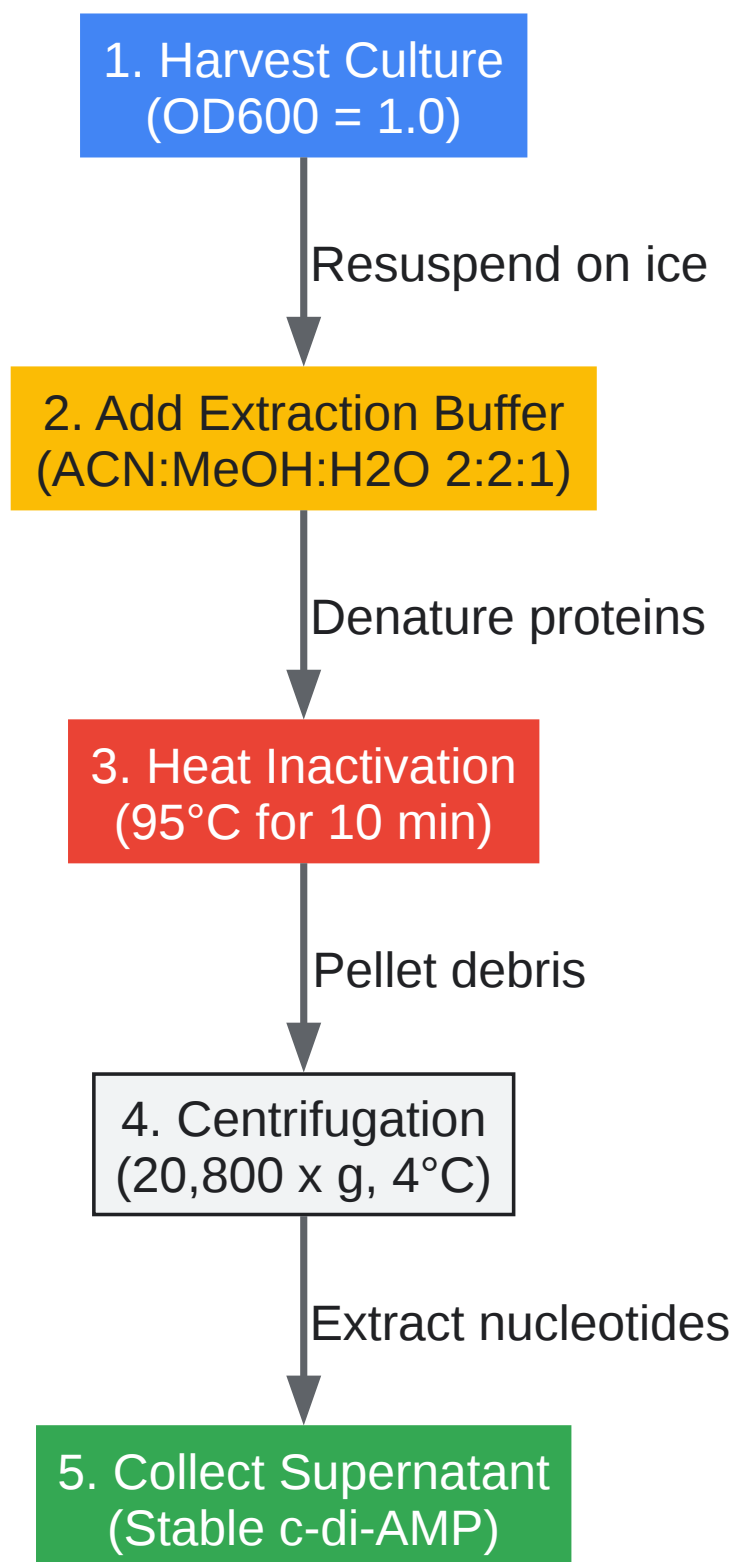 1. Harvest Culture
(OD600 = 1.0)
Resuspend on ice
2. Add Extraction Buffer
(ACN:MeOH:H2O 2:2:1)
Denature proteins
3. Heat Inactivation
(95°C for 10 min)
Pellet debris
4. Centrifugation
(20,800 x g, 4°C)
Extract nucleotides
5. Collect Supernatant
(Stable c-di-AMP)